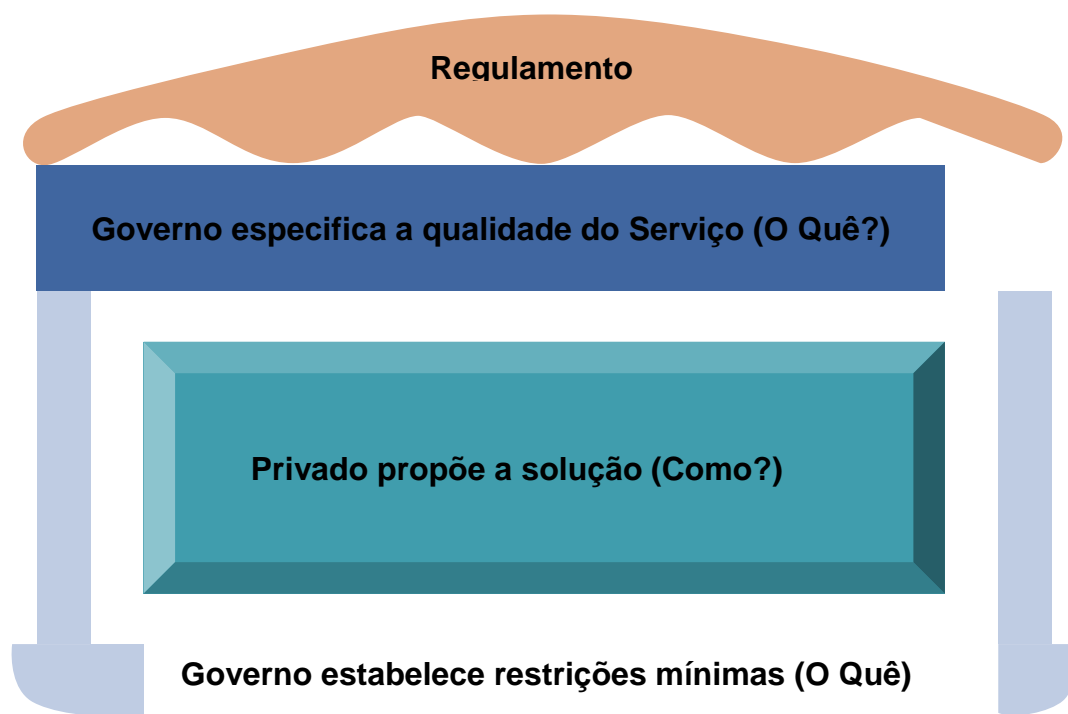 Regulamento
Governo especifica a qualidade do Serviço (O Quê?)
Privado propõe a solução (Como?)
Governo estabelece restrições mínimas (O Quê)